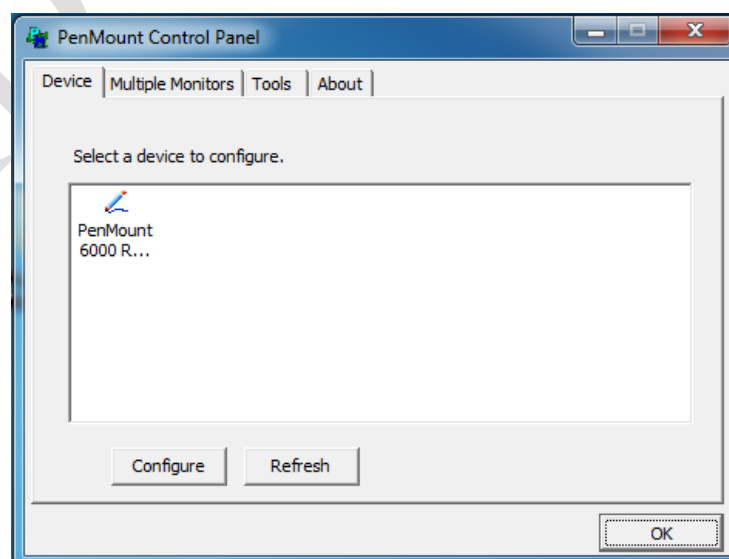 PenMount Control Panel
Device Multiple Monitors Tools About
Select a device to configure.
PenMount
6000 R...
Configure Refresh
OK